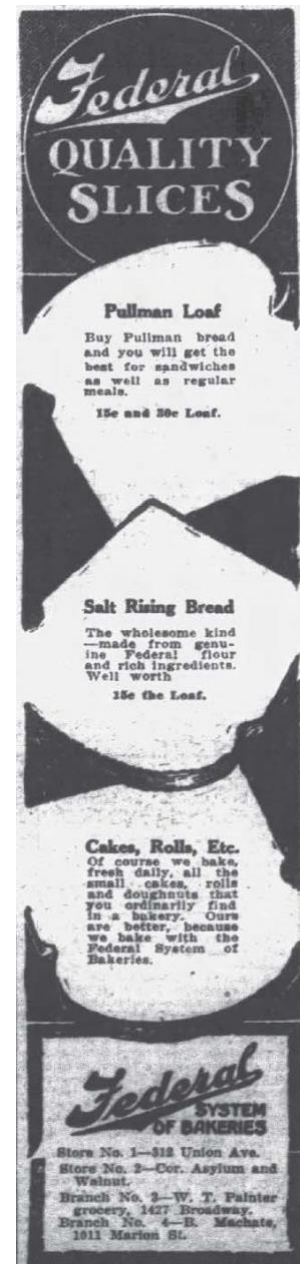 Federal
QUALITY
SLICES
Pullman Loaf
Buy Pullman bread
and you will get the
best for sandwiches
as well as regular
meals.
15c and 30c Loaf.
Salt Rising Bread
The wholesome kind
—made from genu-
ine Federal flour
and rich ingredients.
Well worth
15c the Loaf.
Cakes, Rolls, Etc.
Of course we bake,
fresh daily, all the
small cakes, rolls
and doughnuts that
you ordinarily find
in a bakery. Ours
are better, because
we bake with the
Federal System of
Bakeries.
Federal
SYSTEM
OF BAKERIES
Store No. 1—312 Union Ave.
Store No. 2—Cor. Asylum and
Walnut.
Branch No. 3—W. T. Painter
grocery, 1427 Broadway.
Branch No. 4—B. Machate,
1011 Marion St.